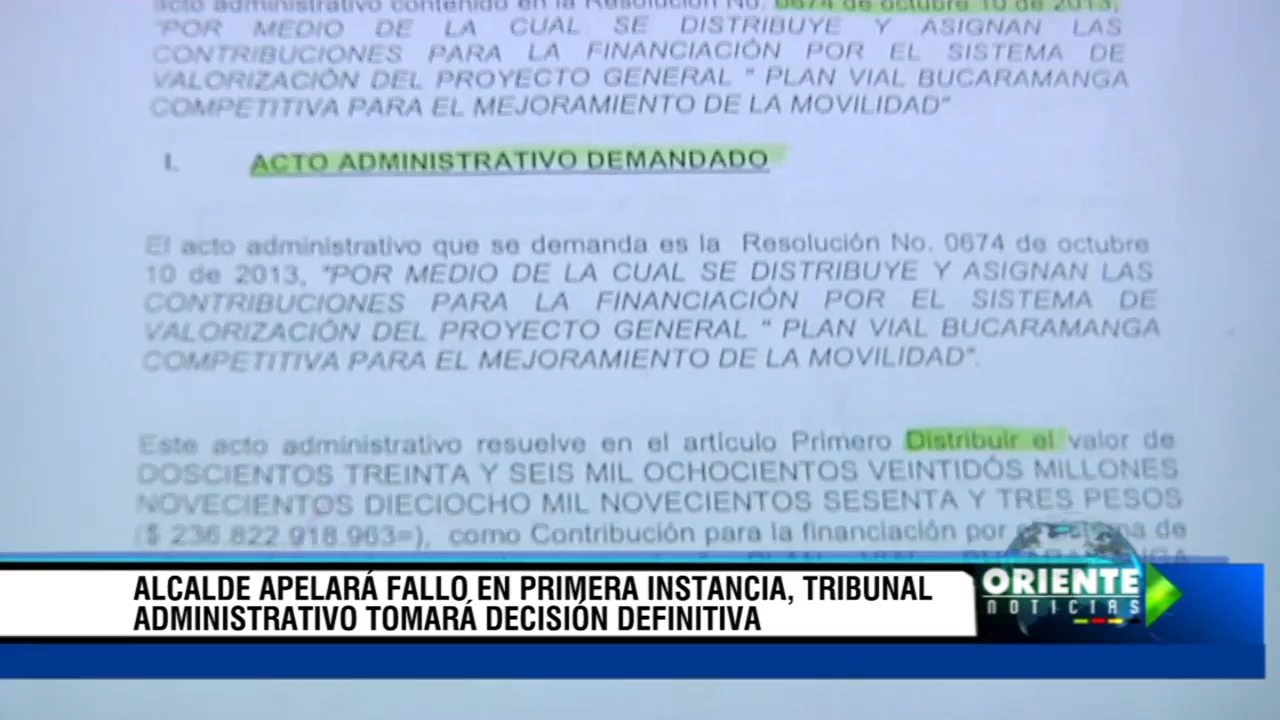 acto administrativo contenido en la Resolución No. 0674 de octubre 10 de 2013,
"POR MEDIO DE LA CUAL SE DISTRIBUYE Y ASIGNAN LAS
CONTRIBUCIONES PARA LA FINANCIACIÓN POR EL SISTEMA DE
VALORIZACIÓN DEL PROYECTO GENERAL " PLAN VIAL BUCARAMANGA
COMPETITIVA PARA EL MEJORAMIENTO DE LA MOVILIDAD"
I. ACTO ADMINISTRATIVO DEMANDADO
El acto administrativo que se demanda es la Resolución No. 0674 de octubre
10 de 2013, "POR MEDIO DE LA CUAL SE DISTRIBUYE Y ASIGNAN LAS
CONTRIBUCIONES PARA LA FINANCIACIÓN POR EL SISTEMA DE
VALORIZACIÓN DEL PROYECTO GENERAL " PLAN VIAL BUCARAMANGA
COMPETITIVA PARA EL MEJORAMIENTO DE LA MOVILIDAD".
Este acto administrativo resuelve en el artículo Primero Distribuir el valor de
DOSCIENTOS TREINTA Y SEIS MIL OCHOCIENTOS VEINTIDÓS MILLONES
NOVECIENTOS DIECIOCHO MIL NOVECIENTOS SESENTA Y TRES PESOS
($ 236.822.918.963=), como Contribución para la financiación por de
ALCALDE APELARÁ FALLO EN PRIMERA INSTANCIA, TRIBUNAL
ADMINISTRATIVO TOMARÁ DECISIÓN DEFINITIVA
ORIENTE
NOTICIAS